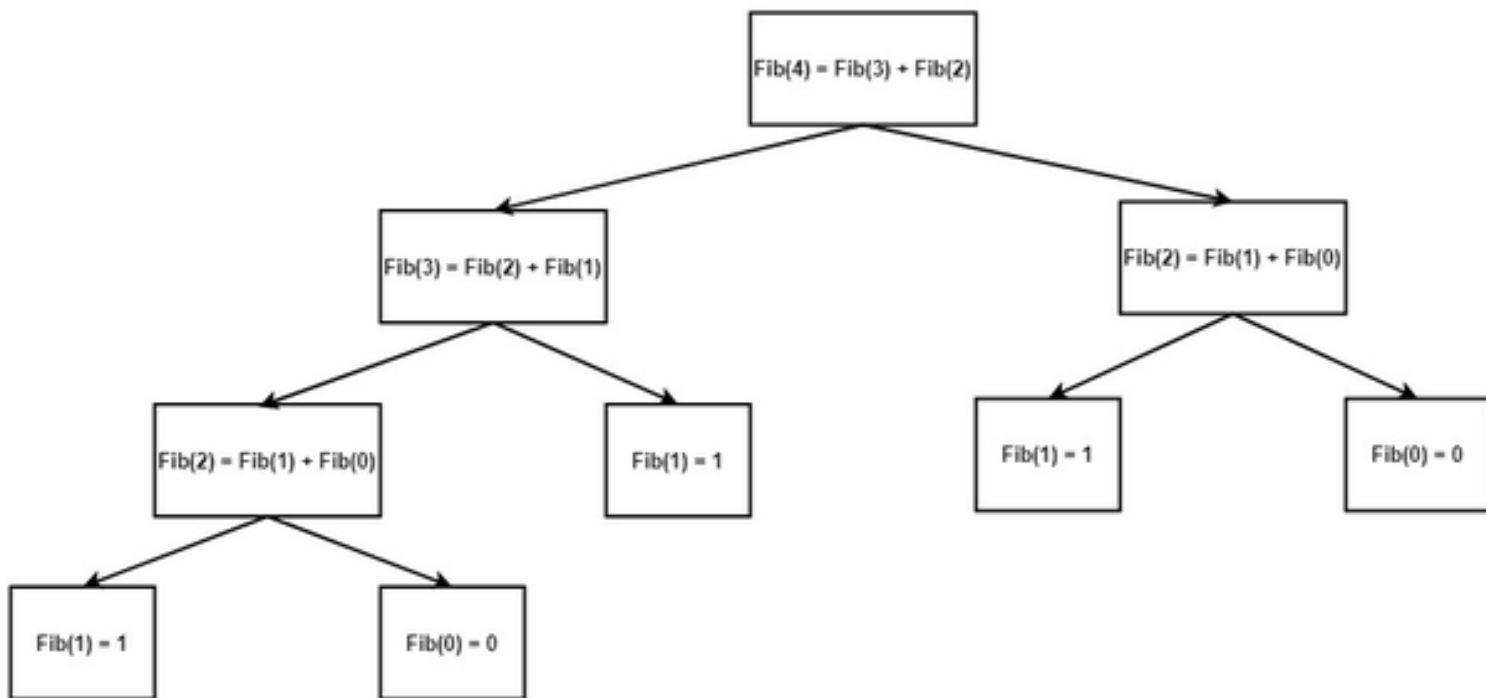 Fib(4) = Fib(3) + Fib(2)
Fib(3) = Fib(2) + Fib(1)
Fib(2) = Fib(1) + Fib(0)
Fib(2) = Fib(1) + Fib(0)
Fib(1) = 1
Fib(1) = 1
Fib(0) = 0
Fib(1) = 1
Fib(0) = 0